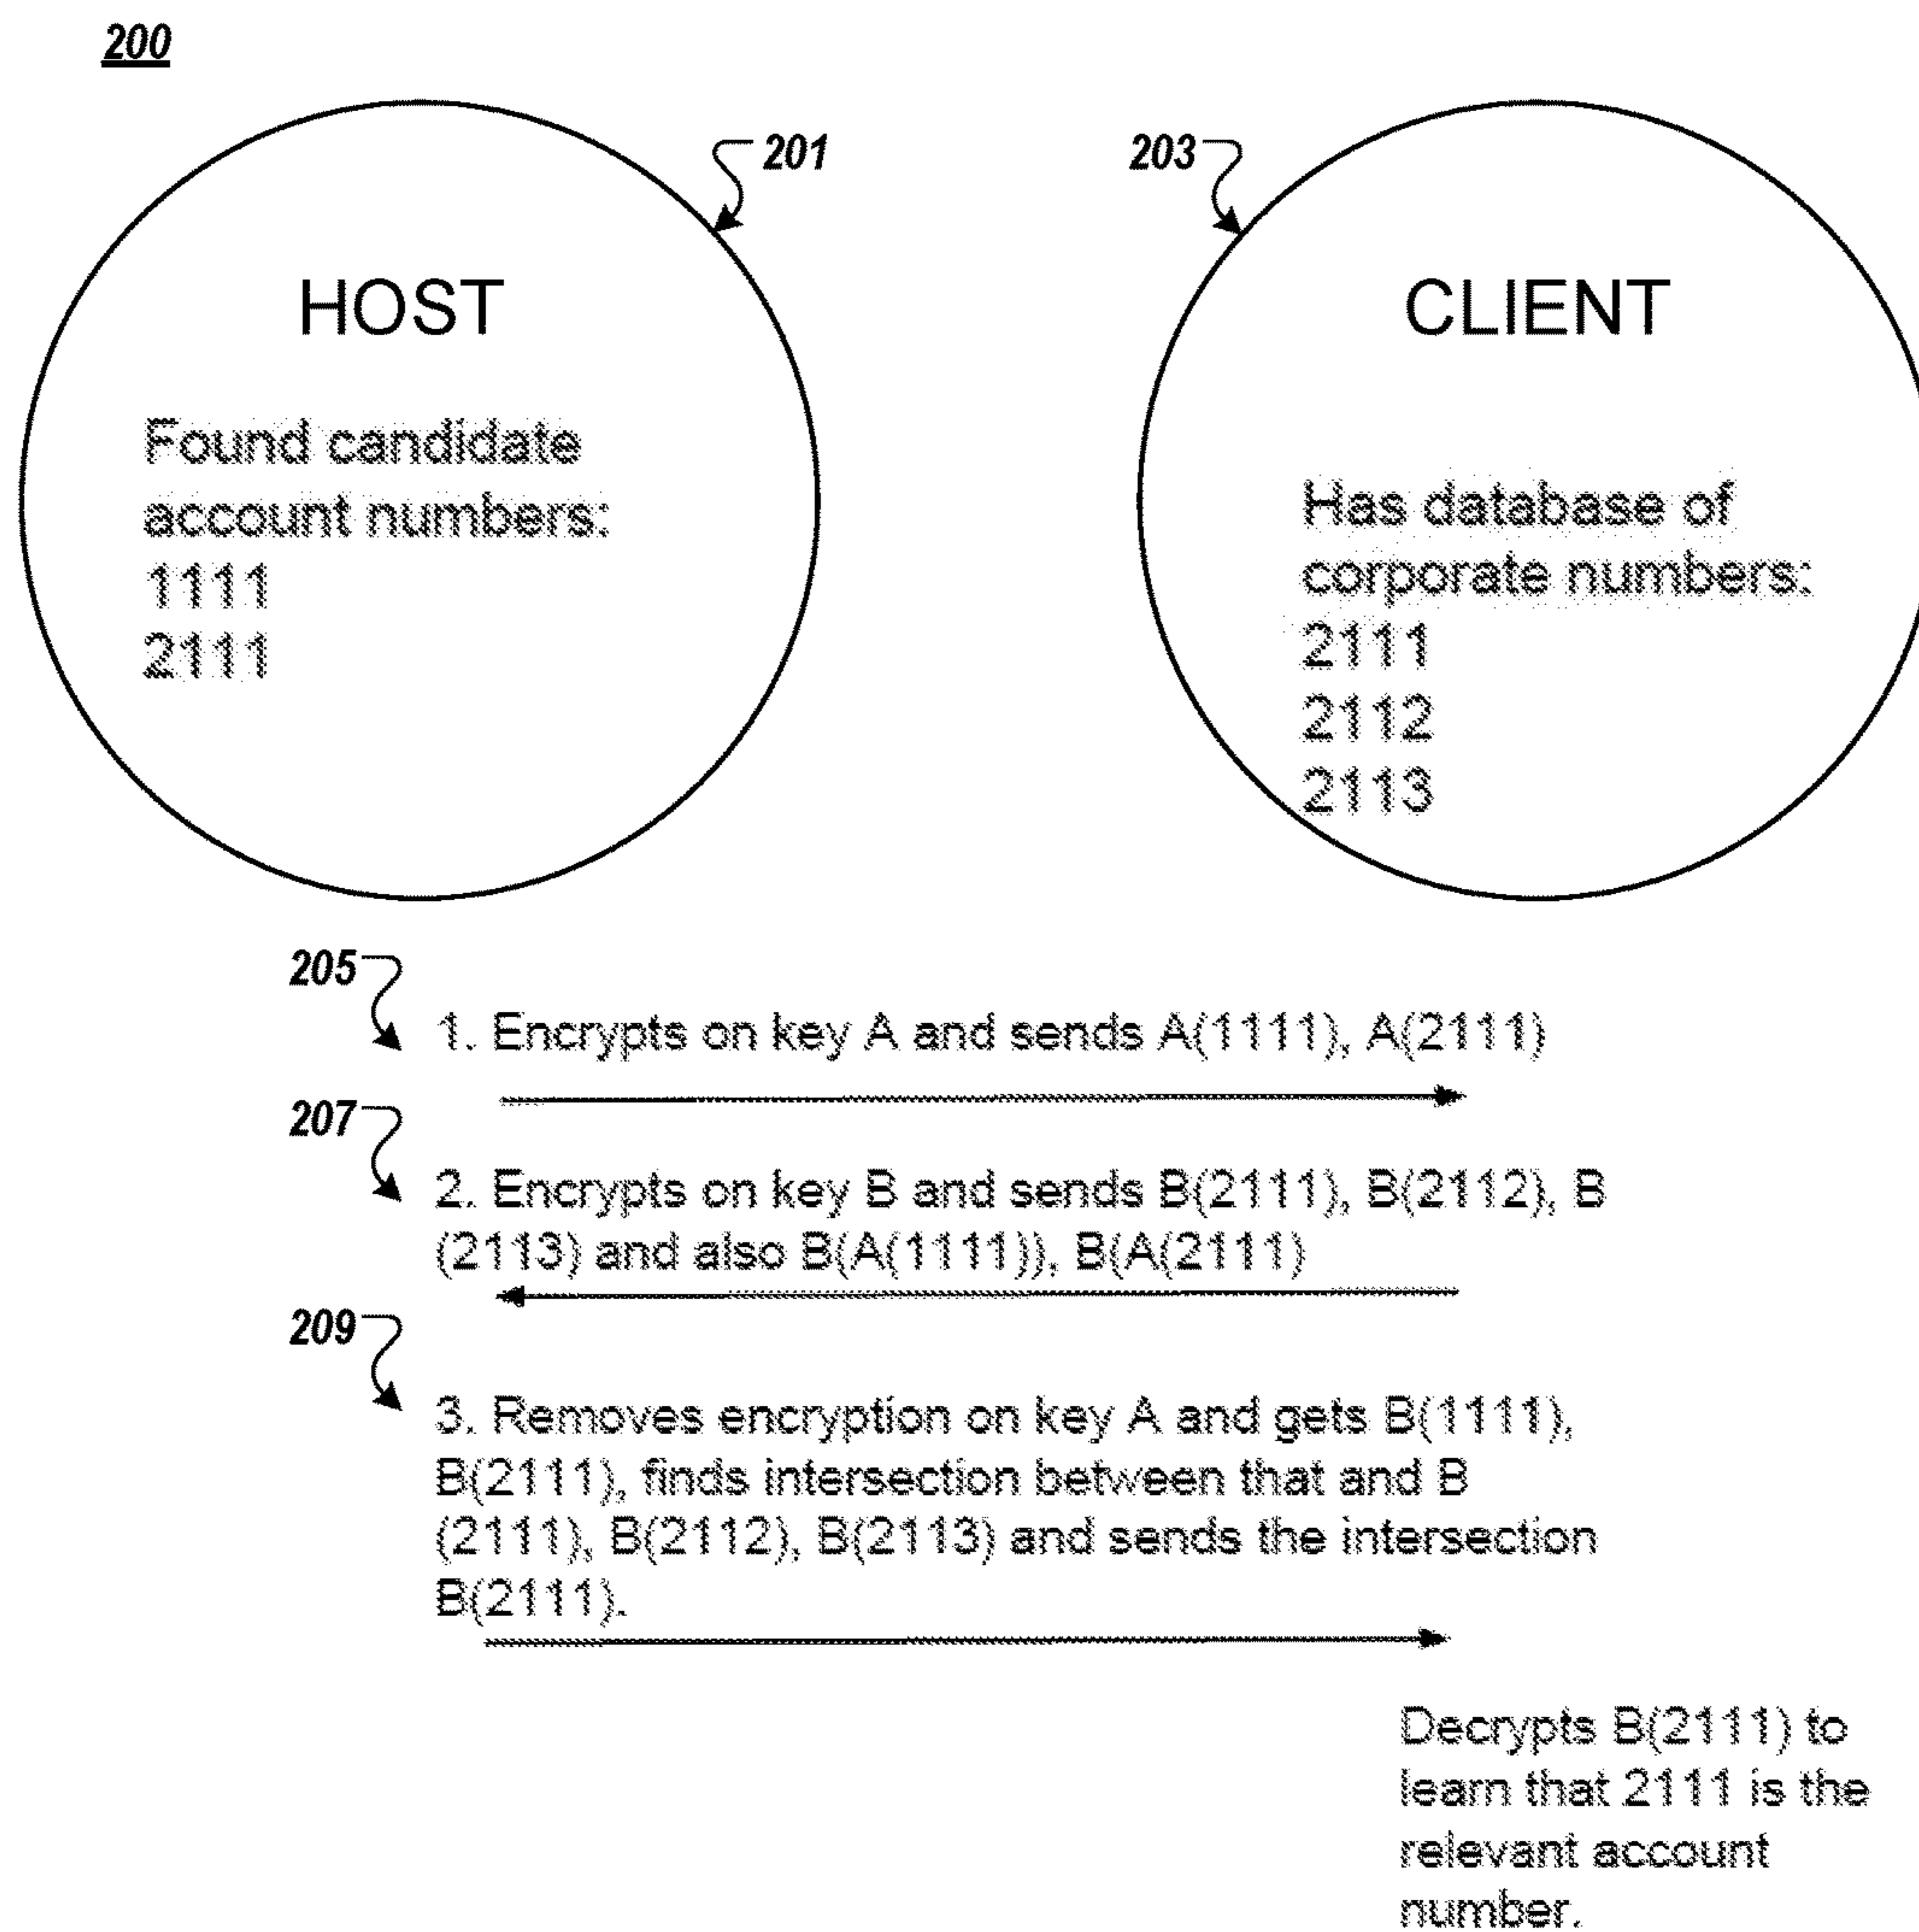 200
201
203
HOST
CLIENT
Found candidate
account numbers:
1111
2111
Has database of
corporate numbers:
2111
2112
2113
205
1. Encrypts on key A and sends A(1111), A(2111)
207
2. Encrypts on key B and sends B(2111), B(2112), B
(2113) and also B(A(1111)), B(A(2111)
209
3. Removes encryption on key A and gets B(1111),
B(2111), finds intersection between that and B
(2111), B(2112), B(2113) and sends the intersection
B(2111).
Decrypts B(2111) to
learn that 2111 is the
relevant account
number.